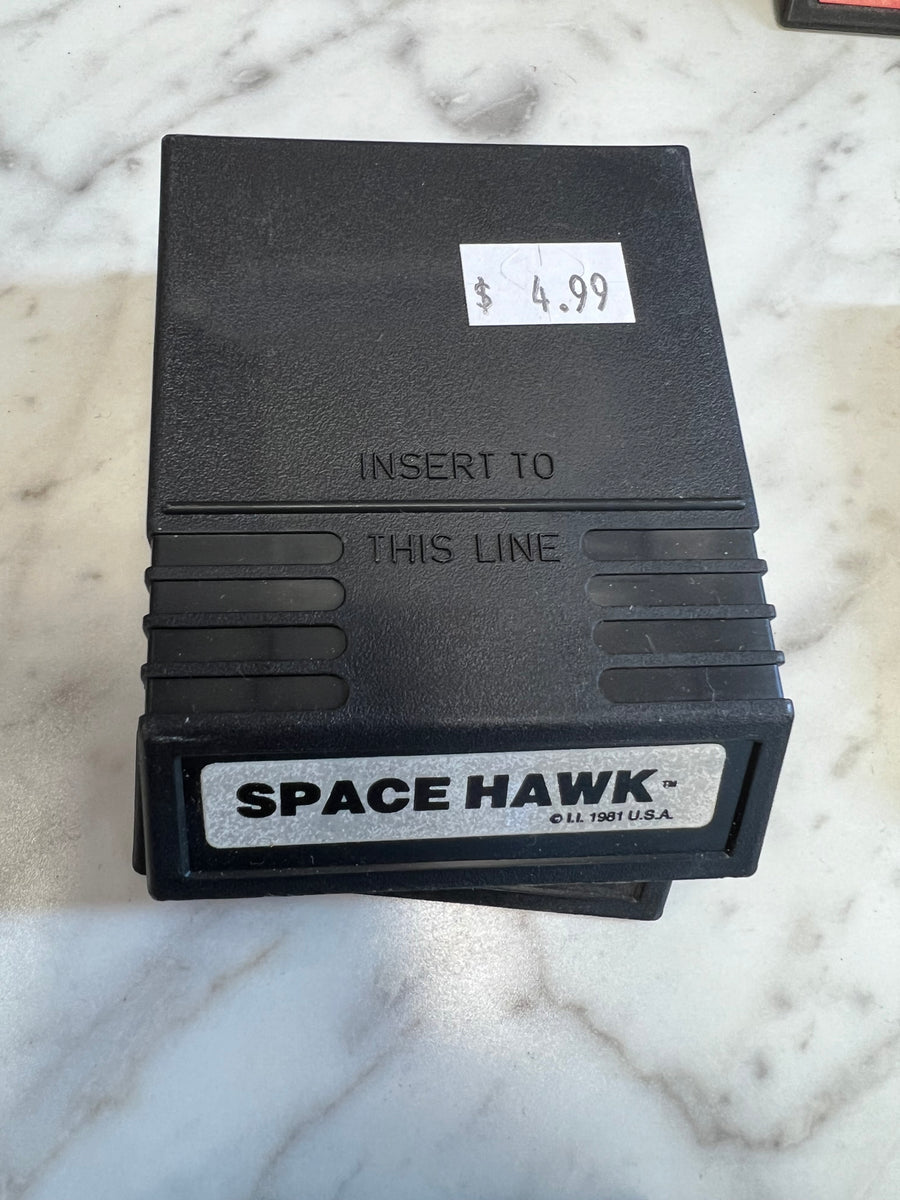 $ 4.99
INSERT TO
THIS LINE
SPACE HAWK™
© I.I. 1981 U.S.A.